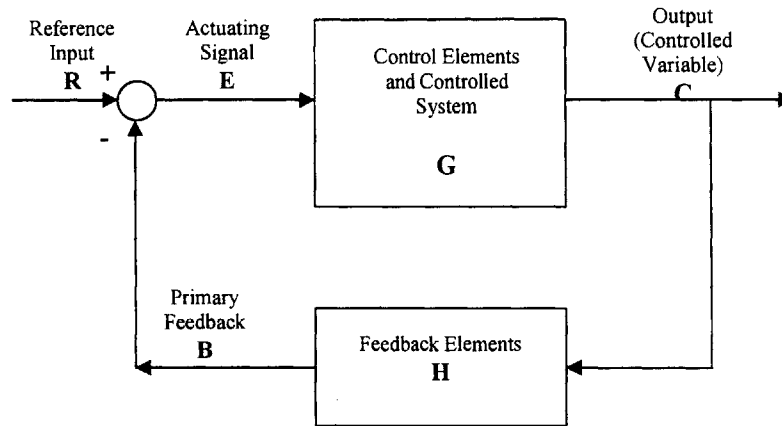 Reference
Input
R
+
-
Actuating
Signal
E
Control Elements
and Controlled
System
G
Output
(Controlled
Variable)
C
Primary
Feedback
B
Feedback Elements
H